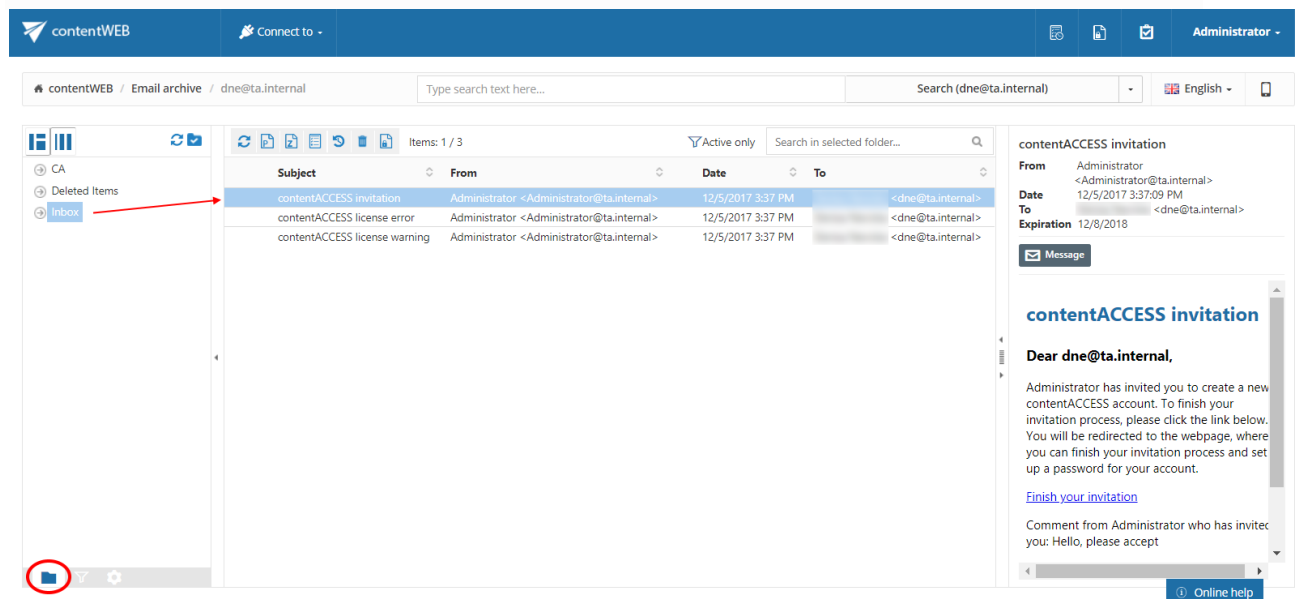 contentWEB
Connect to
Administrator
contentWEB / Email archive / dne@ta.internal
Type search text here...
Search (dne@ta.internal)
English
CA
Deleted Items
Inbox
Items: 1 / 3
Active only
Search in selected folder...
Subject From Date To
contentACCESS invitation Administrator <Administrator@ta.internal> 12/5/2017 3:37 PM <dne@ta.internal>
contentACCESS license error Administrator <Administrator@ta.internal> 12/5/2017 3:37 PM <dne@ta.internal>
contentACCESS license warning Administrator <Administrator@ta.internal> 12/5/2017 3:37 PM <dne@ta.internal>
contentACCESS invitation
From Administrator
<Administrator@ta.internal>
Date 12/5/2017 3:37:09 PM
To <dne@ta.internal>
Expiration 12/8/2018
Message
contentACCESS invitation
Dear dne@ta.internal,
Administrator has invited you to create a new
contentACCESS account. To finish your
invitation process, please click the link below.
You will be redirected to the webpage, where
you can finish your invitation process and set
up a password for your account.
Finish your invitation
Comment from Administrator who has invited
you: Hello, please accept
Online help